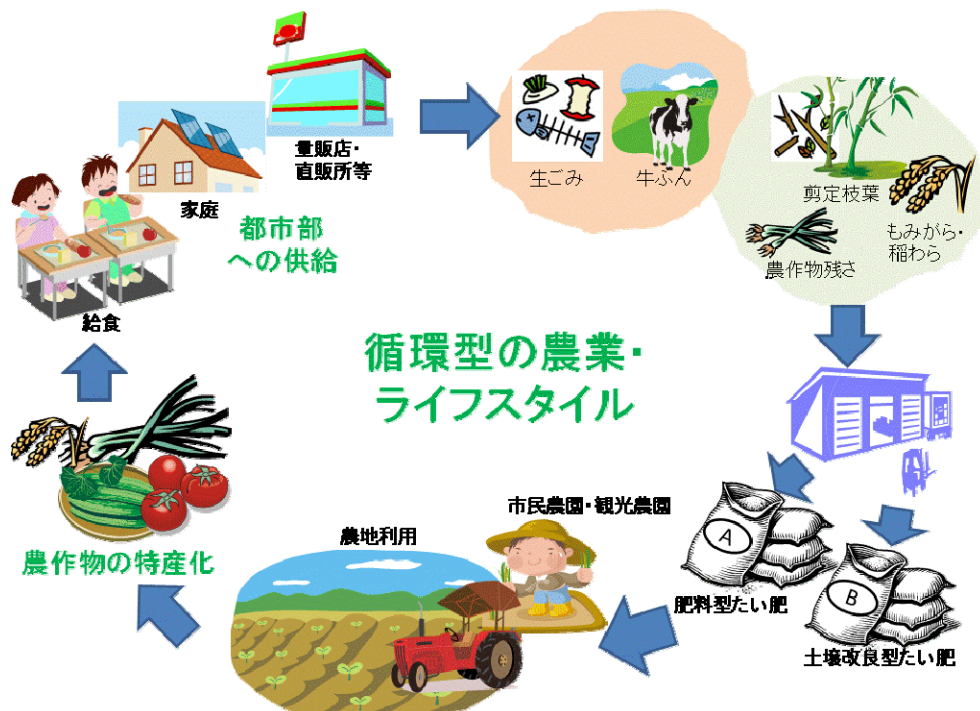 量販店・
直販所等
家庭
都市部
への供給
給食
生ごみ
牛ふん
剪定枝葉
もみがら・
稲わら
農作物残さ
循環型の農業・
ライフスタイル
A
肥料型たい肥
B
土壌改良型たい肥
市民農園・観光農園
農地利用
農作物の特産化